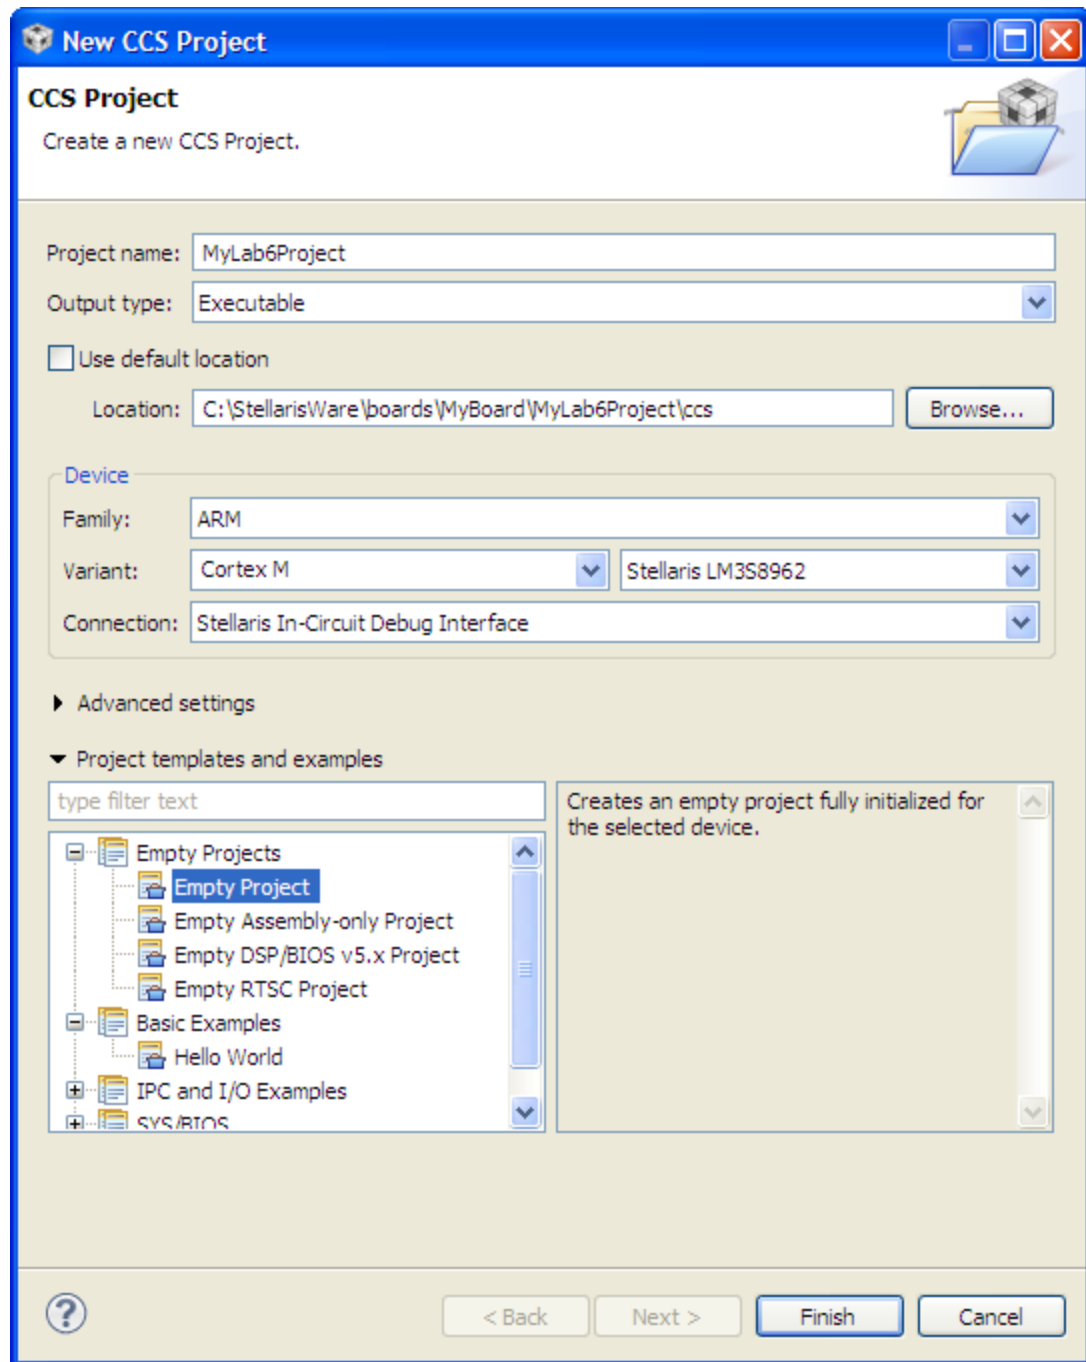 New CCS Project
CCS Project
Create a new CCS Project.
Project name: MyLab6Project
Output type: Executable
Use default location
Location: C:\StellarisWare\boards\MyBoard\MyLab6Project\ccs Browse...
Device
Family: ARM
Variant: Cortex M Stellaris LM3S8962
Connection: Stellaris In-Circuit Debug Interface
Advanced settings
Project templates and examples
type filter text
Empty Projects
Empty Project
Empty Assembly-only Project
Empty DSP/BIOS v5.x Project
Empty RTSC Project
Basic Examples
Hello World
IPC and I/O Examples
SYS/BIOS
Creates an empty project fully initialized for
the selected device.
? < Back Next > Finish Cancel